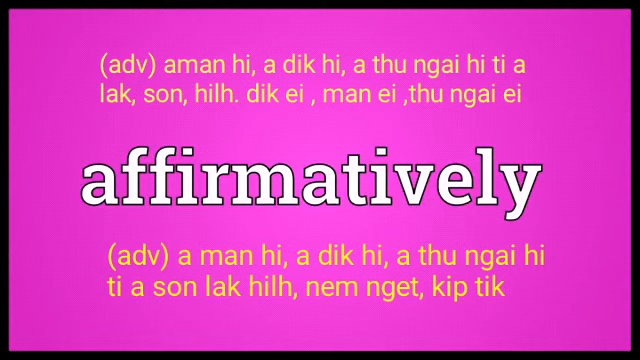 (adv) aman hi, a dik hi, a thu ngai hi ti a
lak, son, hilh. dik ei , man ei ,thu ngai ei
affirmatively
(adv) a man hi, a dik hi, a thu ngai hi
ti a son lak hilh, nem nget, kip tik